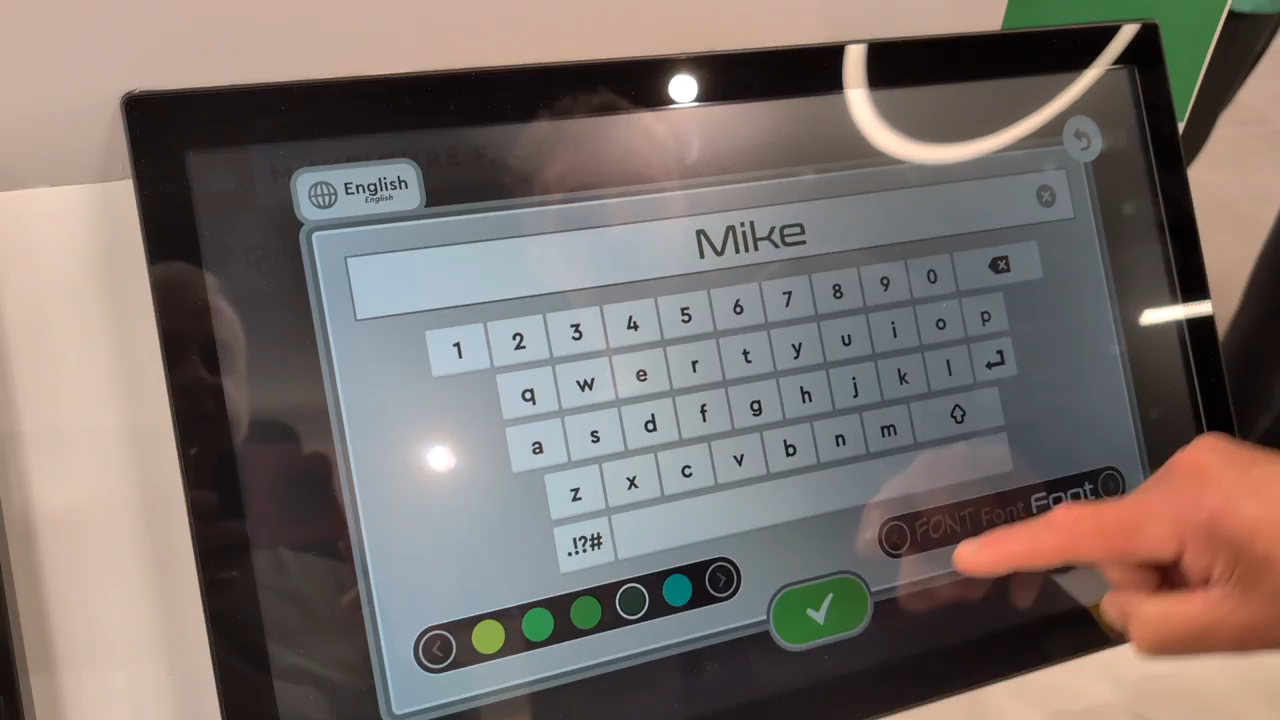 English
English
Mike
1 2 3 4 5 6 7 8 9 0
q w e r t y u i o p
a s d f g h j k l
z x c v b n m
.!?#
FONT Font Font